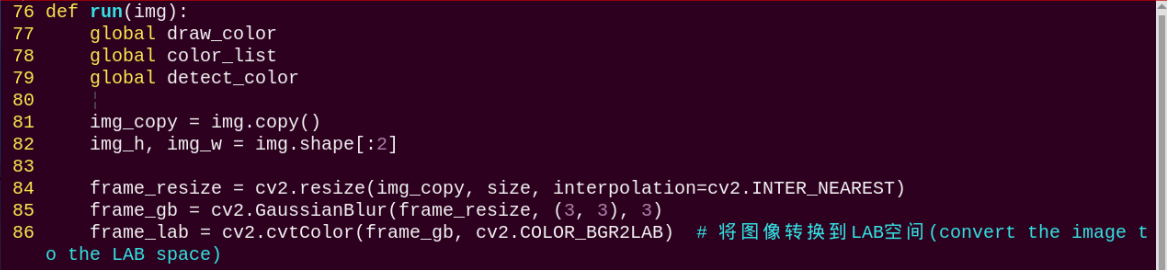 76 def run(img):
77     global draw_color
78     global color_list
79     global detect_color
80
81     img_copy = img.copy()
82     img_h, img_w = img.shape[:2]
83
84     frame_resize = cv2.resize(img_copy, size, interpolation=cv2.INTER_NEAREST)
85     frame_gb = cv2.GaussianBlur(frame_resize, (3, 3), 3)
86     frame_lab = cv2.cvtColor(frame_gb, cv2.COLOR_BGR2LAB)  # 将图像转换到LAB空间(convert the image t
o the LAB space)